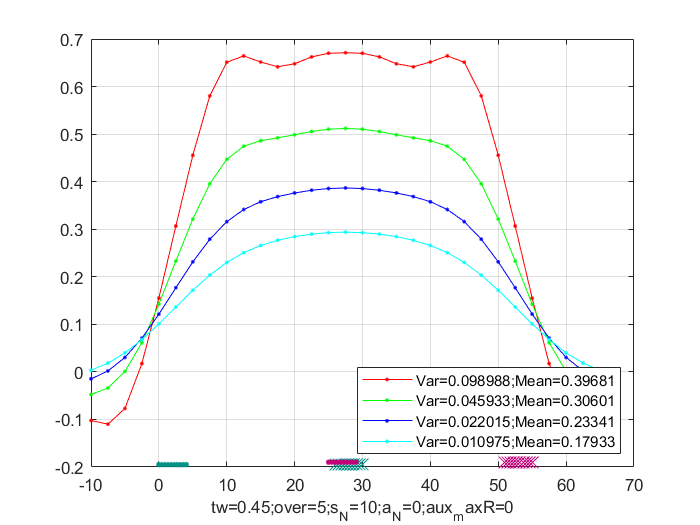 0.7
0.6
0.5
0.4
0.3
0.2
0.1
0
-0.1
-0.2
Var=0.098988;Mean=0.39681
Var=0.045933;Mean=0.30601
Var=0.022015;Mean=0.23341
Var=0.010975;Mean=0.17933
-10 0 10 20 30 40 50 60 70
tw=0.45;over=5;s_N=10;a_N=0;aux_maxR=0